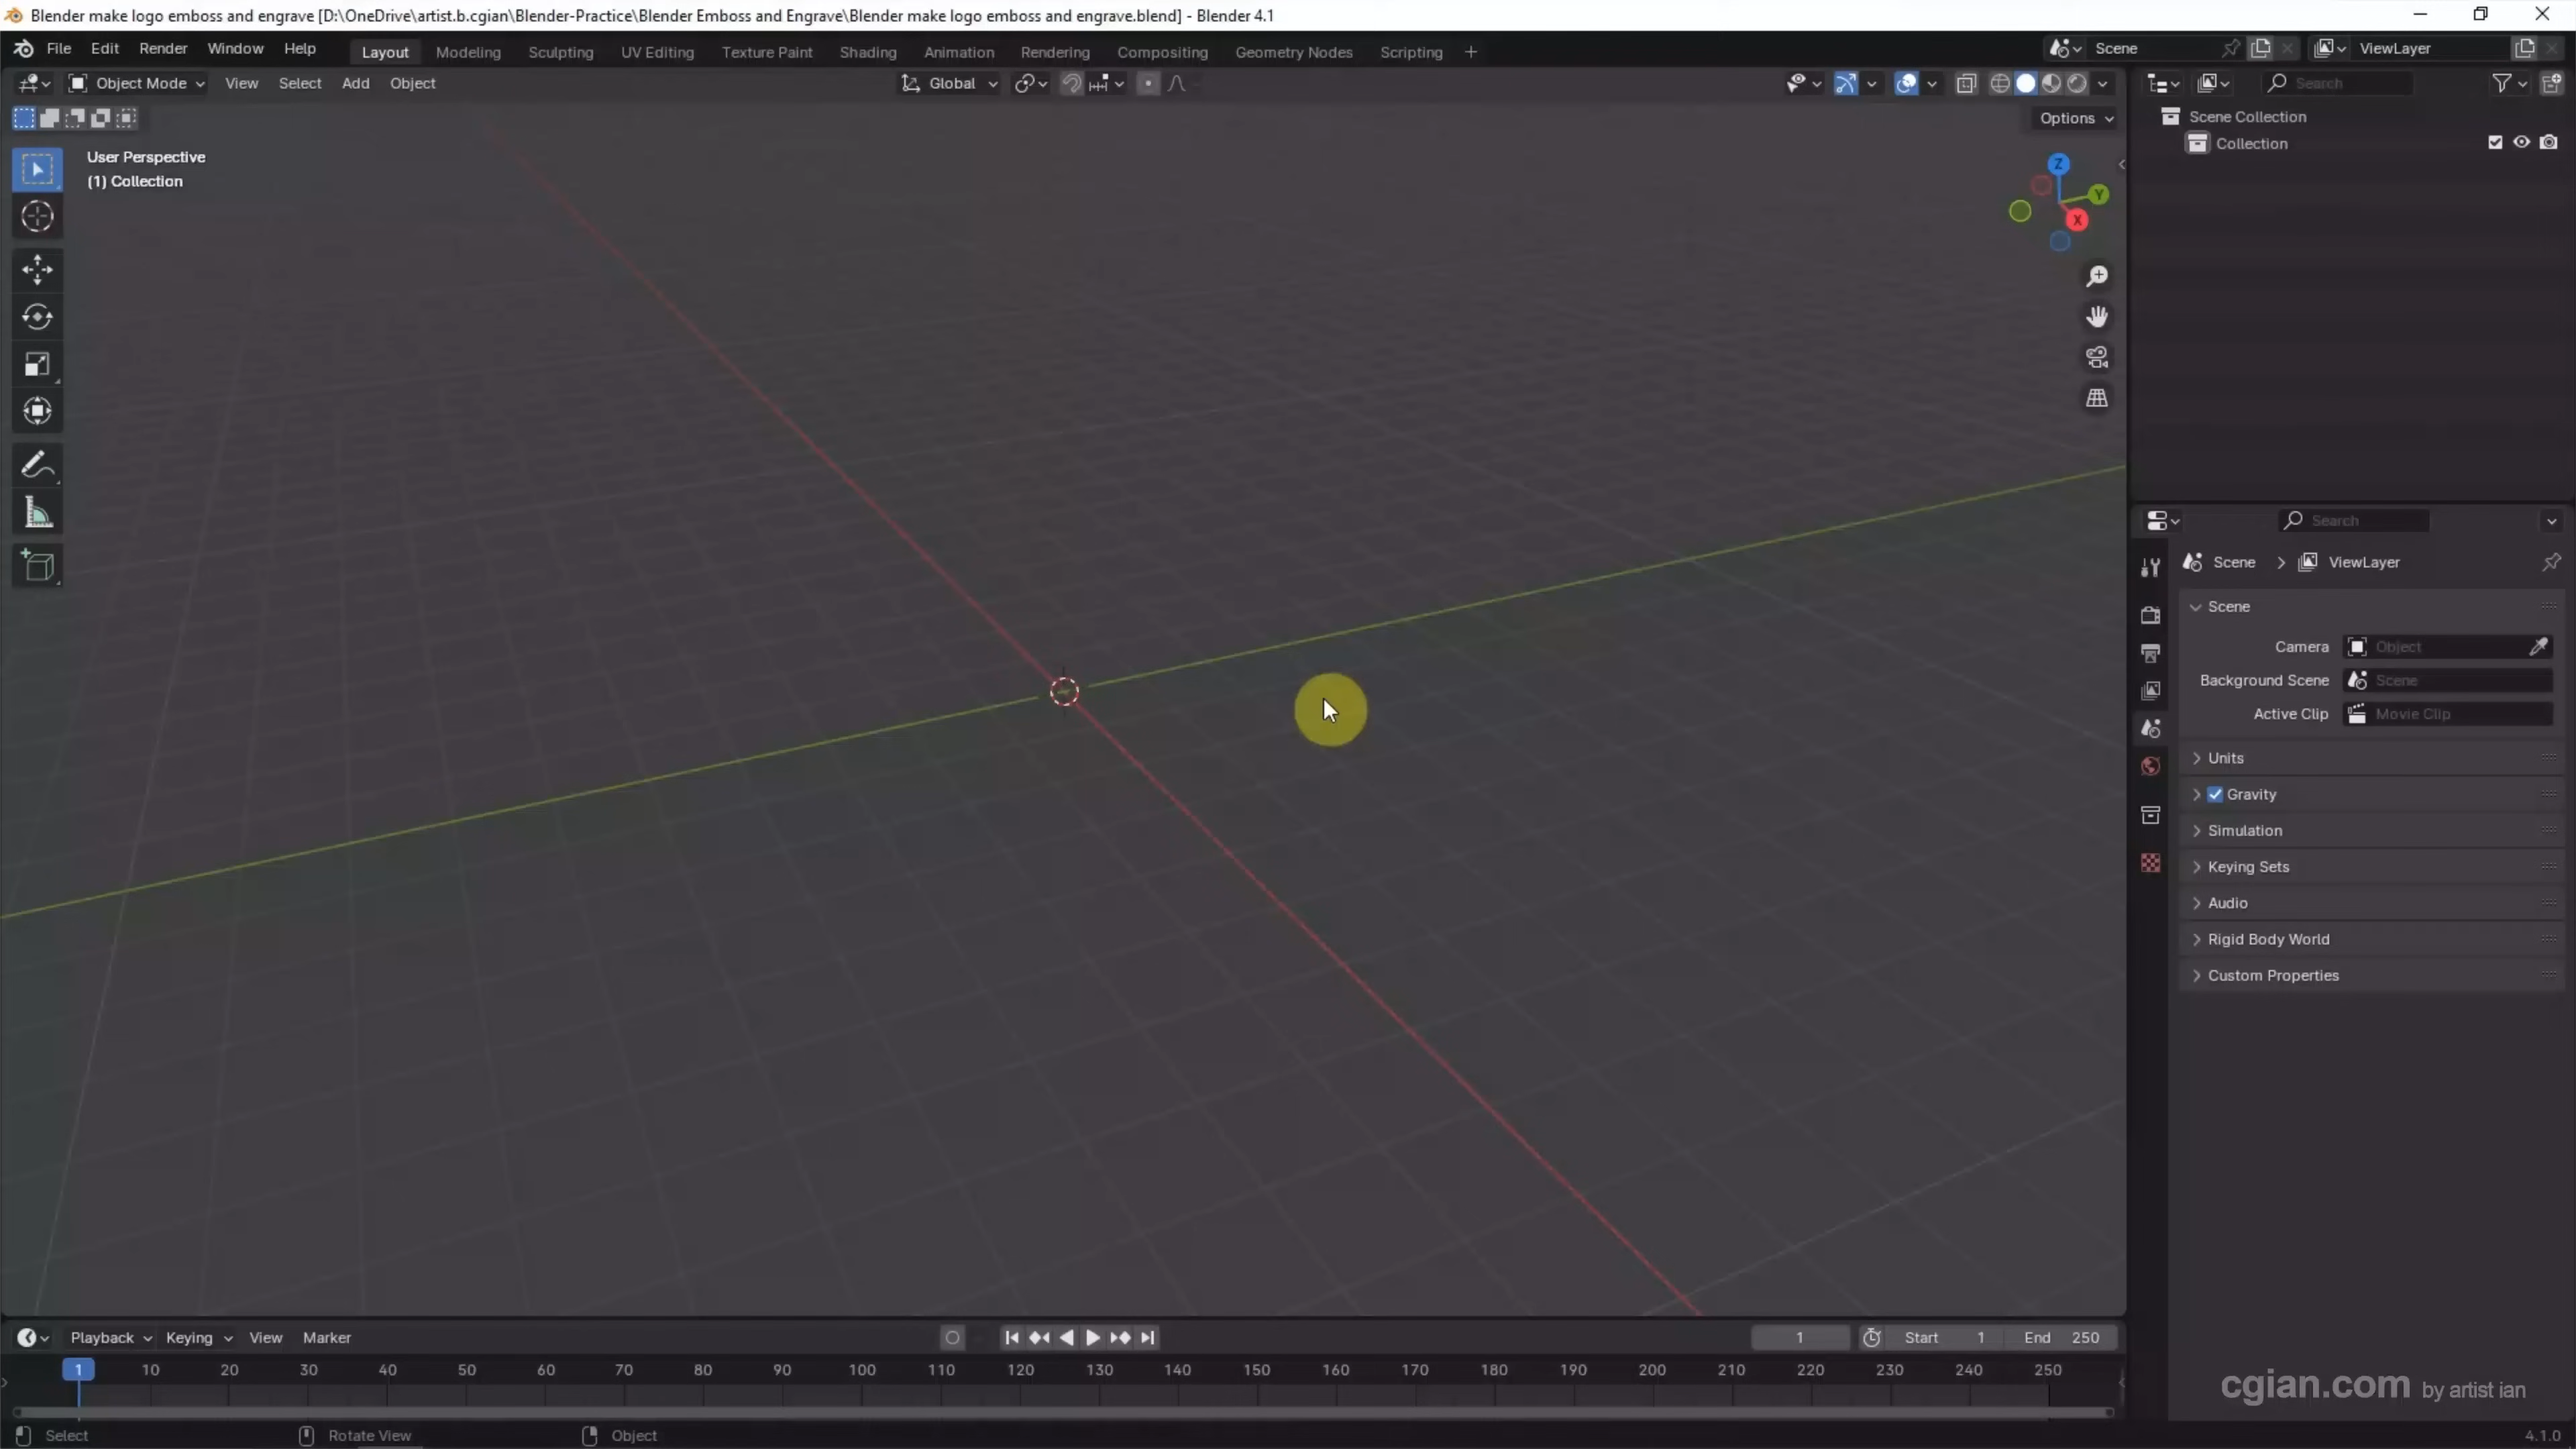 Blender make logo emboss and engrave [D:\OneDrive\artist.b.cgian\Blender-Practice\Blender Emboss and Engrave\Blender make logo emboss and engrave.blend] - Blender 4.1
File Edit Render Window Help Layout Modeling Sculpting UV Editing Texture Paint Shading Animation Rendering Compositing Geometry Nodes Scripting + Scene ViewLayer
Object Mode View Select Add Object Global Search
Options
Scene Collection
Collection
User Perspective
(1) Collection
Z
Y
X
Search
Scene > ViewLayer
Scene
Camera Object
Background Scene Scene
Active Clip Movie Clip
Units
Gravity
Simulation
Keying Sets
Audio
Rigid Body World
Custom Properties
Playback Keying View Marker 1 Start 1 End 250
1 10 20 30 40 50 60 70 80 90 100 110 120 130 140 150 160 170 180 190 200 210 220 230 240 250
cgian.com by artist ian
Select Rotate View Object 4.1.0